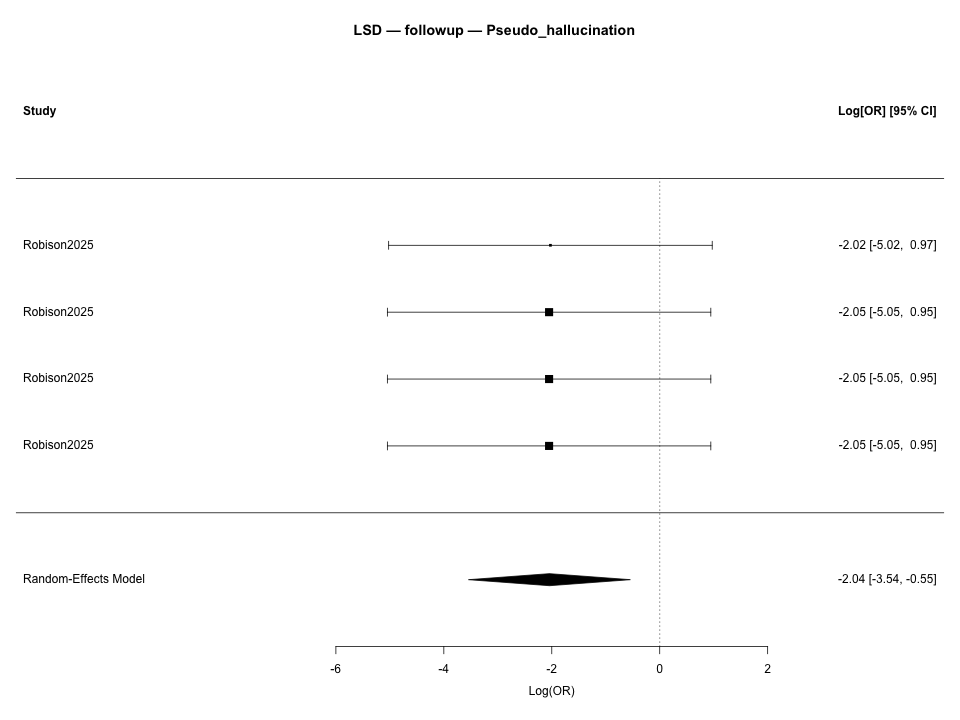 LSD — followup — Pseudo_hallucination
Study Log[OR] [95% CI]
Robison2025 -2.02 [-5.02, 0.97]
Robison2025 -2.05 [-5.05, 0.95]
Robison2025 -2.05 [-5.05, 0.95]
Robison2025 -2.05 [-5.05, 0.95]
Random-Effects Model -2.04 [-3.54, -0.55]
-6 -4 -2 0 2
Log(OR)